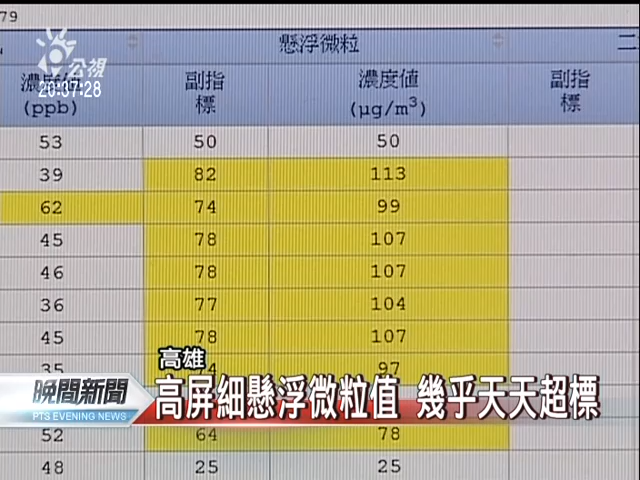 79
公視
懸浮微粒
二
20:37:28
濃度值 副指標 濃度值 副指標
(ppb) (μg/m³)
53 50 50
39 82 113
62 74 99
45 78 107
46 78 107
36 77 104
45 78 107
35 74 97
高雄
晚間新聞 高屏細懸浮微粒值 幾乎天天超標
PTS EVENING NEWS
52 64 78
48 25 25